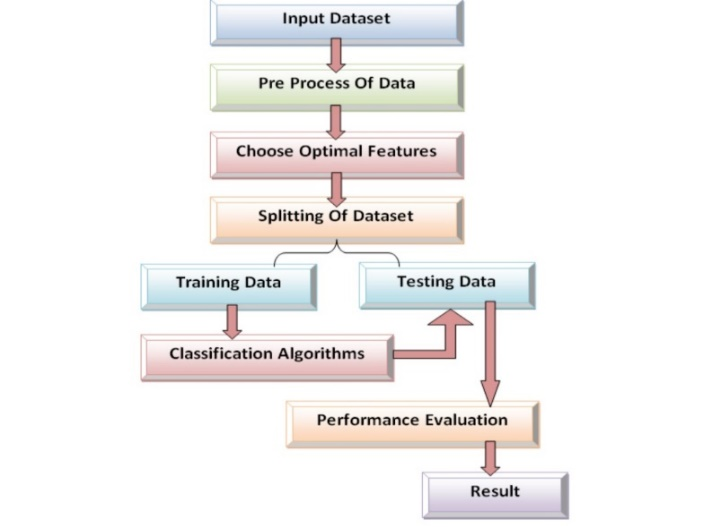 Input Dataset
Pre Process Of Data
Choose Optimal Features
Splitting Of Dataset
Training Data
Testing Data
Classification Algorithms
Performance Evaluation
Result